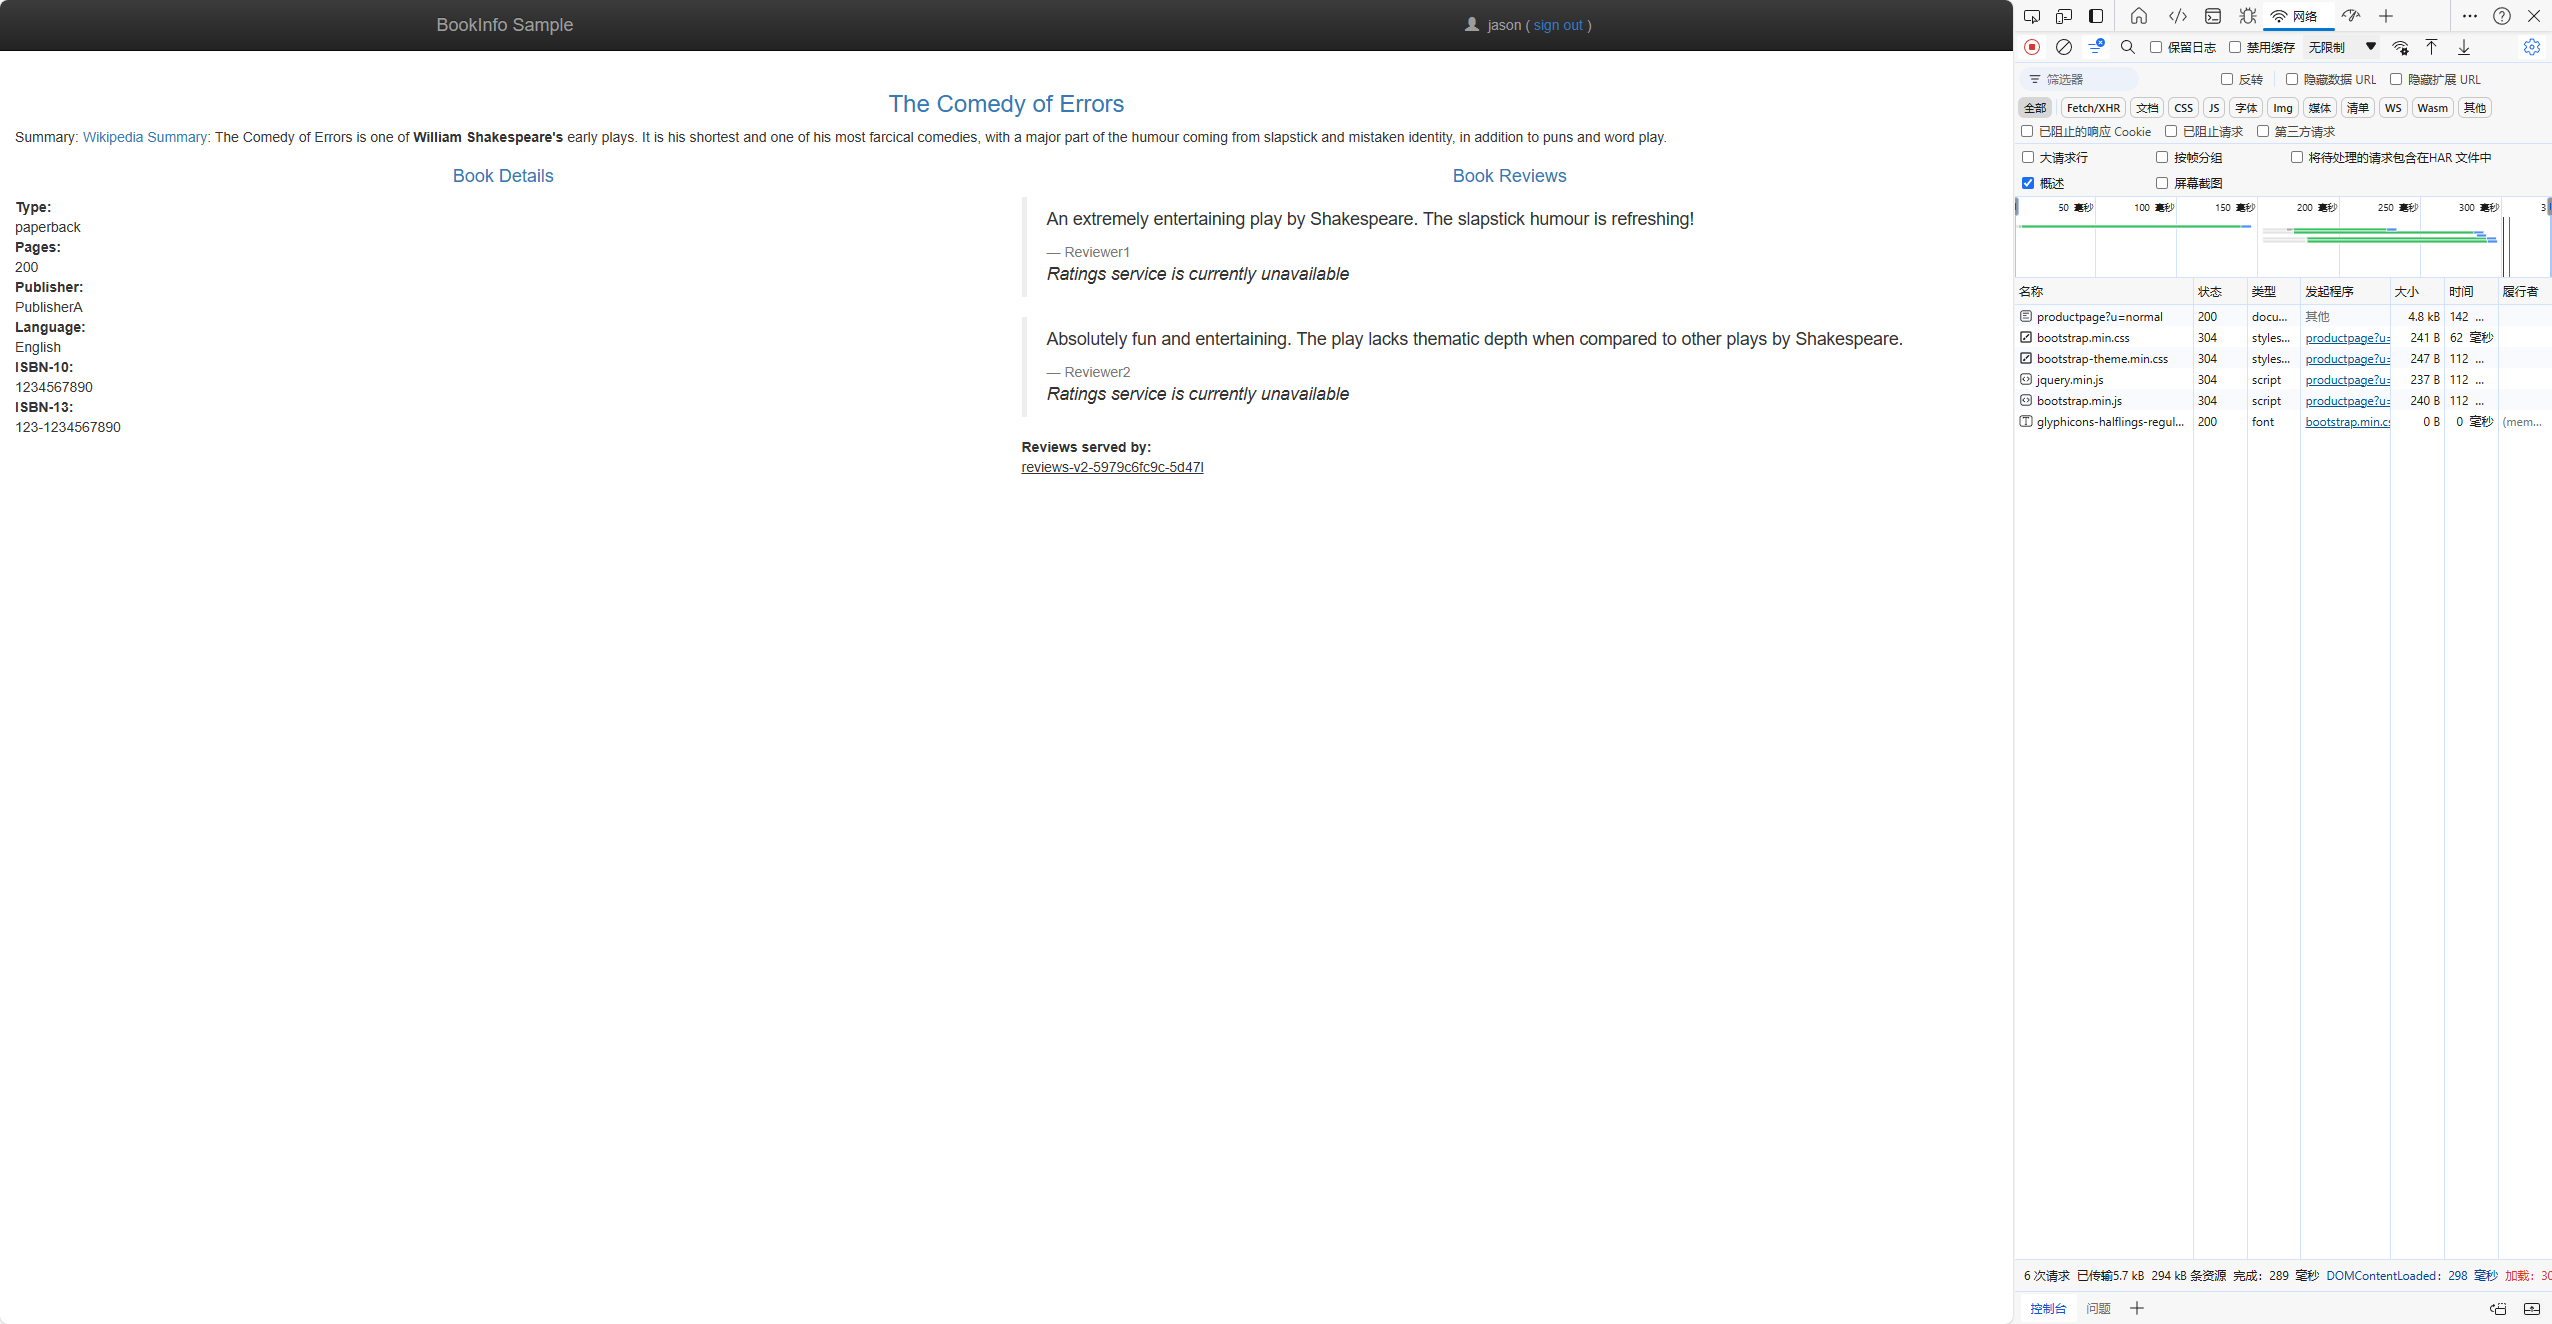 BookInfo Sample
jason ( sign out )
The Comedy of Errors
Summary: Wikipedia Summary: The Comedy of Errors is one of William Shakespeare's early plays. It is his shortest and one of his most farcical comedies, with a major part of the humour coming from slapstick and mistaken identity, in addition to puns and word play.
Book Details
Type:
paperback
Pages:
200
Publisher:
PublisherA
Language:
English
ISBN-10:
1234567890
ISBN-13:
123-1234567890
Book Reviews
An extremely entertaining play by Shakespeare. The slapstick humour is refreshing!
— Reviewer1
Ratings service is currently unavailable
Absolutely fun and entertaining. The play lacks thematic depth when compared to other plays by Shakespeare.
— Reviewer2
Ratings service is currently unavailable
Reviews served by:
reviews-v2-5979c6fc9c-5d47l
网络
保留日志 禁用缓存 无限制
筛选器 反转 隐藏数据 URL 隐藏扩展 URL
全部 Fetch/XHR 文档 CSS JS 字体 Img 媒体 清单 WS Wasm 其他
已阻止的响应 Cookie 已阻止请求 第三方请求
大请求行 按帧分组 将待处理的请求包含在HAR 文件中
概述 屏幕截图
50 毫秒 100 毫秒 150 毫秒 200 毫秒 250 毫秒 300 毫秒 3
名称 状态 类型 发起程序 大小 时间 履行者
productpage?u=normal 200 docu... 其他 4.8 kB 142 ...
bootstrap.min.css 304 styles... productpage?u= 241 B 62 毫秒
bootstrap-theme.min.css 304 styles... productpage?u= 247 B 112 ...
jquery.min.js 304 script productpage?u= 237 B 112 ...
bootstrap.min.js 304 script productpage?u= 240 B 112 ...
glyphicons-halflings-regul... 200 font bootstrap.min.cs 0 B 0 毫秒 (mem...
6 次请求 已传输5.7 kB 294 kB 条资源 完成: 289 毫秒 DOMContentLoaded: 298 毫秒 加载: 30
控制台 问题